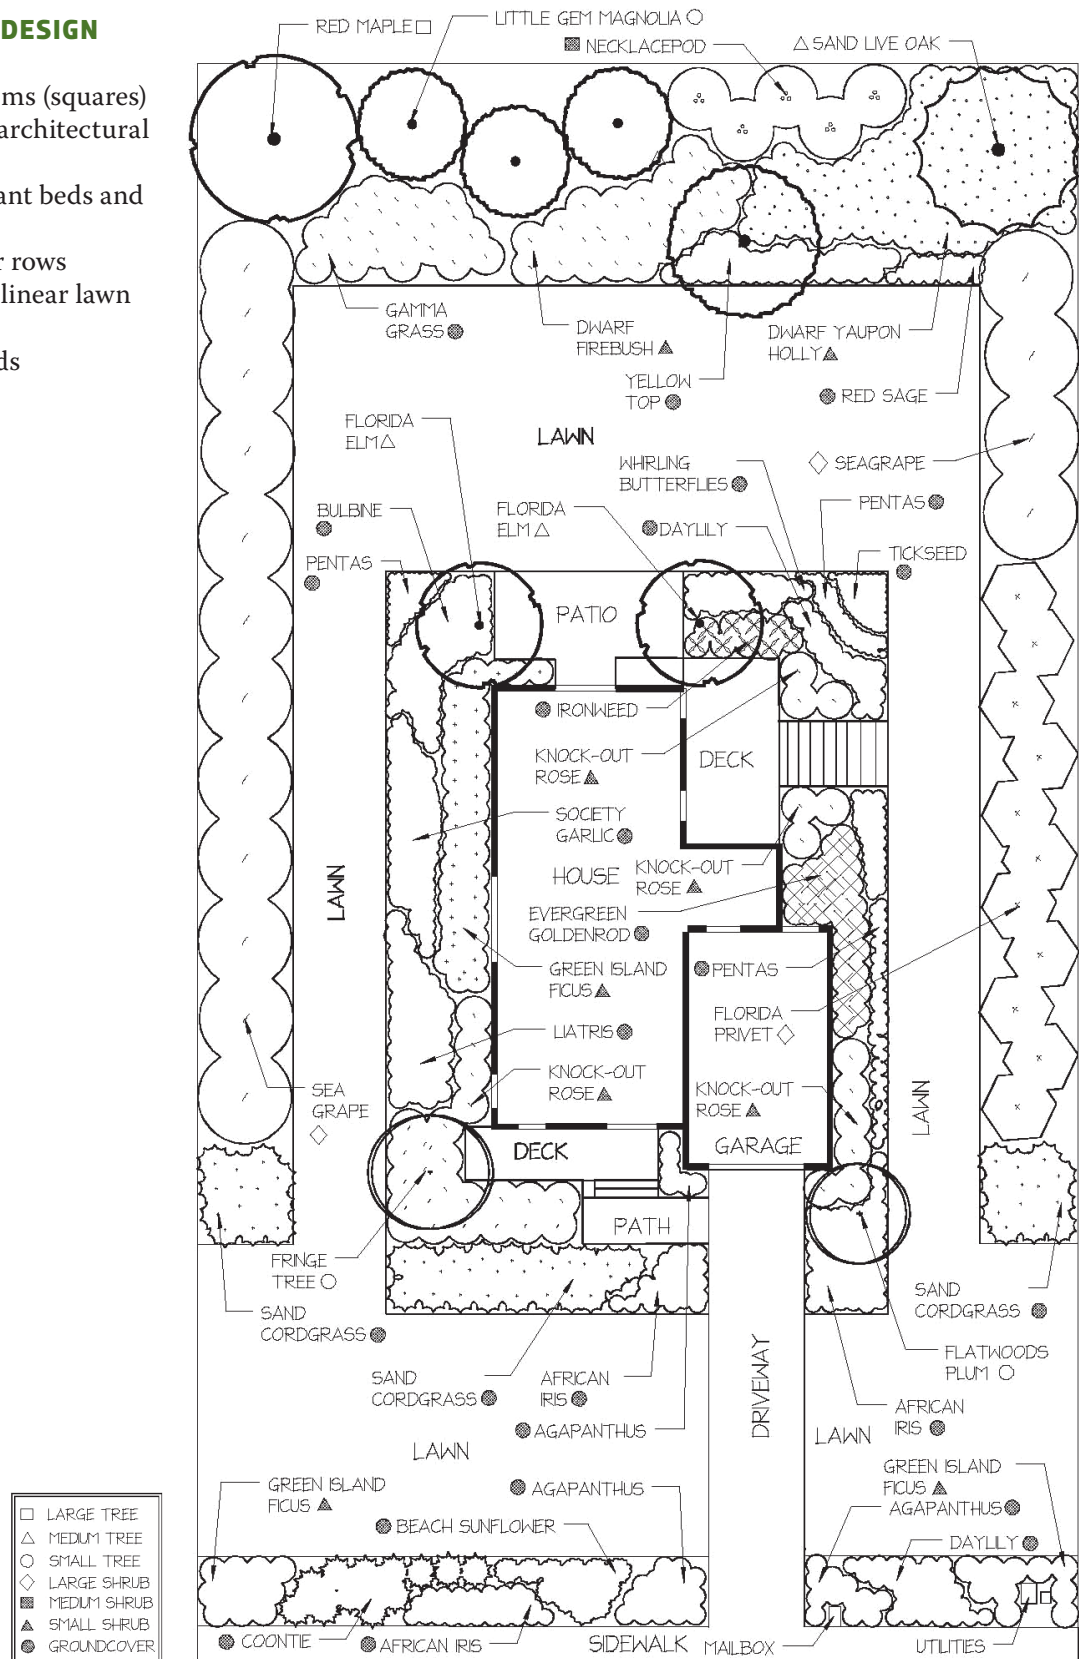 DESIGN
ms (squares)
architectural
ant beds and
r rows
linear lawn
ds
RED MAPLE
LITTLE GEM MAGNOLIA
NECKLACEPOD
SAND LIVE OAK
GAMMA
GRASS
DWARF
FIREBUSH
DWARF YAUPON
HOLLY
YELLOW
TOP
RED SAGE
FLORIDA
ELM
LAWN
WHIRLING
BUTTERFLIES
SEAGRAPE
BULBINE
FLORIDA
ELM
DAYLILY
PENTAS
PENTAS
TICKSEED
PATIO
IRONWEED
KNOCK-OUT
ROSE
DECK
SOCIETY
GARLIC
LAWN
HOUSE
KNOCK-OUT
ROSE
EVERGREEN
GOLDENROD
GREEN ISLAND
FICUS
PENTAS
FLORIDA
PRIVET
LIATRIS
SEA
GRAPE
KNOCK-OUT
ROSE
KNOCK-OUT
ROSE
LAWN
DECK
GARAGE
PATH
FRINGE
TREE
SAND
CORDGRASS
SAND
CORDGRASS
SAND
CORDGRASS
AFRICAN
IRIS
FLATWOODS
PLUM
DRIVEWAY
AFRICAN
IRIS
AGAPANTHUS
LAWN
LAWN
GREEN ISLAND
FICUS
AGAPANTHUS
GREEN ISLAND
FICUS
AGAPANTHUS
BEACH SUNFLOWER
DAYLILY
LARGE TREE
MEDIUM TREE
SMALL TREE
LARGE SHRUB
MEDIUM SHRUB
SMALL SHRUB
GROUNDCOVER
COONTIE
AFRICAN IRIS
SIDEWALK
MAILBOX
UTILITIES